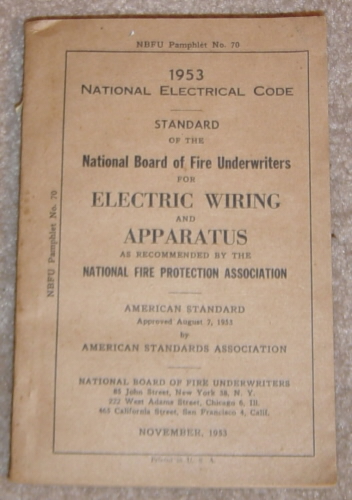 NBFU Pamphlet No. 70
1953
NATIONAL ELECTRICAL CODE
STANDARD
OF THE
National Board of Fire Underwriters
FOR
ELECTRIC WIRING
AND
APPARATUS
AS RECOMMENDED BY THE
NATIONAL FIRE PROTECTION ASSOCIATION
AMERICAN STANDARD
Approved August 7, 1953
by
AMERICAN STANDARDS ASSOCIATION
NATIONAL BOARD OF FIRE UNDERWRITERS
85 John Street, New York 38, N. Y.
222 West Adams Street, Chicago 6, Ill.
465 California Street, San Francisco 4, Calif.
NOVEMBER, 1953
Printed in U. S. A.
NBFU Pamphlet No. 70